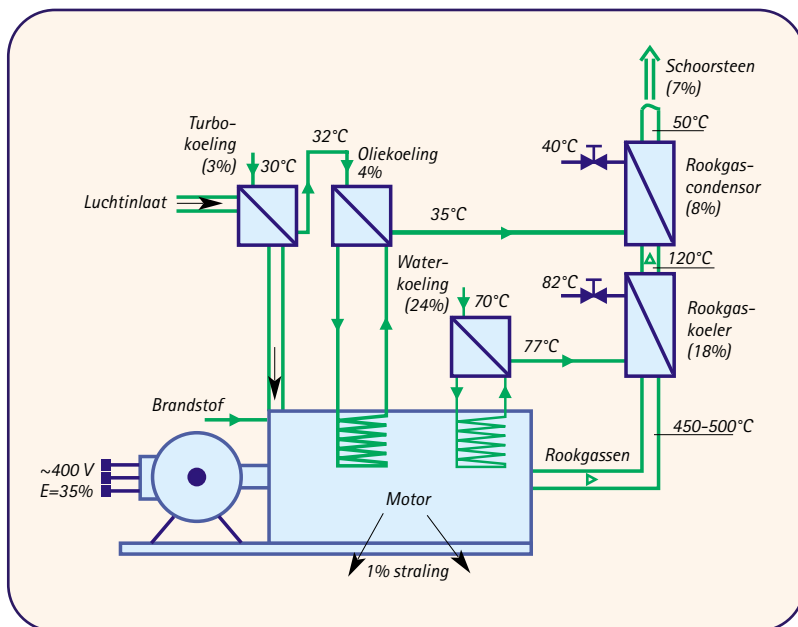 Schoorsteen
(7%)
Turbo-
koeling
(3%)
30°C
32°C
Oliekoeling
4%
50°C
40°C
Rookgas-
condensor
(8%)
Luchtinlaat
35°C
Water-
koeling
(24%)
70°C
120°C
82°C
Rookgas-
koeler
(18%)
77°C
Brandstof
450-500°C
Rookgassen
~400 V
E=35%
Motor
1% straling